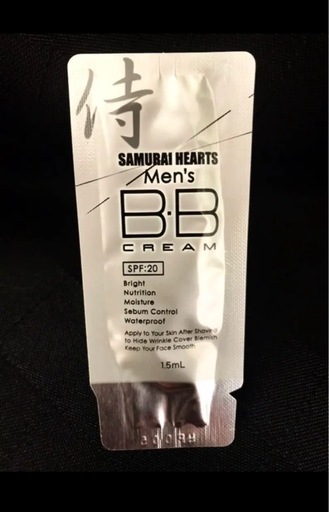 侍
SAMURAI HEARTS
Men's
B·B
CREAM
SPF:20
Bright
Nutrition
Moisture
Sebum Control
Waterproof
Apply to Your Skin After Shaving
to Hide Wrinkle Cover Blemish
Keep Your Face Smooth
1.5mL